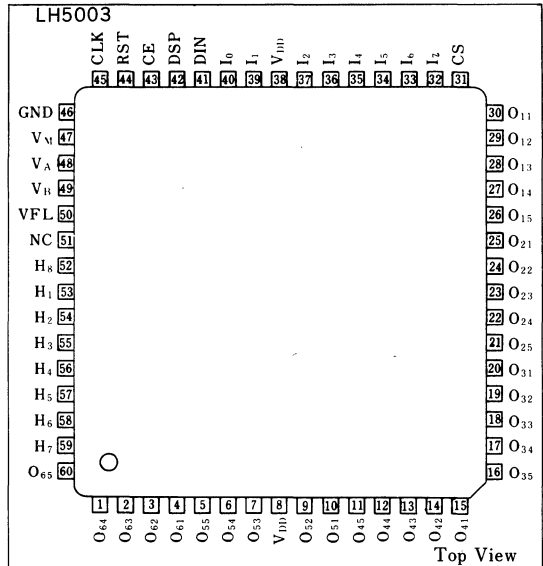 LH5003
CLK RST CE DSP DIN I₀ I₁ V_DD I₂ I₃ I₄ I₅ I₆ I₇ CS
45 44 43 42 41 40 39 38 37 36 35 34 33 32 31
GND 46
V_M 47
V_A 48
V_B 49
VFL 50
NC 51
H₈ 52
H₁ 53
H₂ 54
H₃ 55
H₄ 56
H₅ 57
H₆ 58
H₇ 59
O₆₅ 60
30 O₁₁
29 O₁₂
28 O₁₃
27 O₁₄
26 O₁₅
25 O₂₁
24 O₂₂
23 O₂₃
22 O₂₄
21 O₂₅
20 O₃₁
19 O₃₂
18 O₃₃
17 O₃₄
16 O₃₅
1 2 3 4 5 6 7 8 9 10 11 12 13 14 15
O₆₄ O₆₃ O₆₂ O₆₁ O₅₅ O₅₄ O₅₃ V_DD O₅₂ O₅₁ O₄₅ O₄₄ O₄₃ O₄₂ O₄₁
Top View